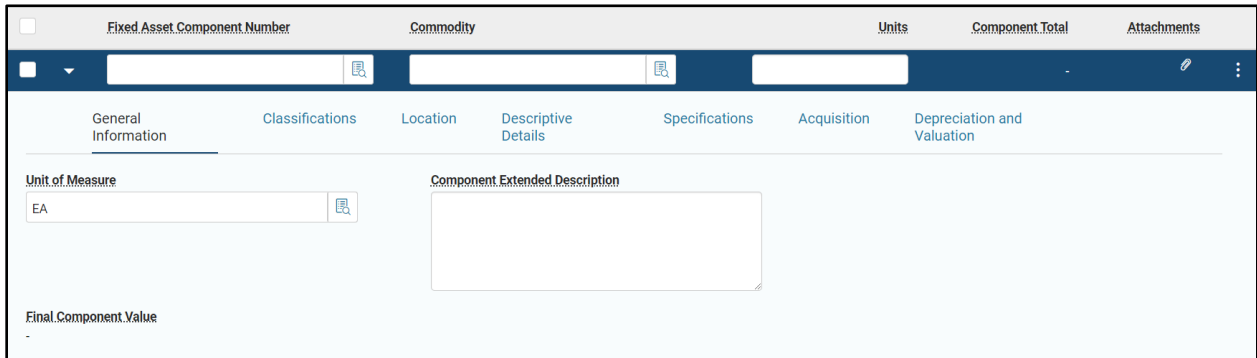 Fixed Asset Component Number Commodity Units Component Total Attachments
-
General Information Classifications Location Descriptive Details Specifications Acquisition Depreciation and Valuation
Unit of Measure Component Extended Description
EA
Final Component Value
-